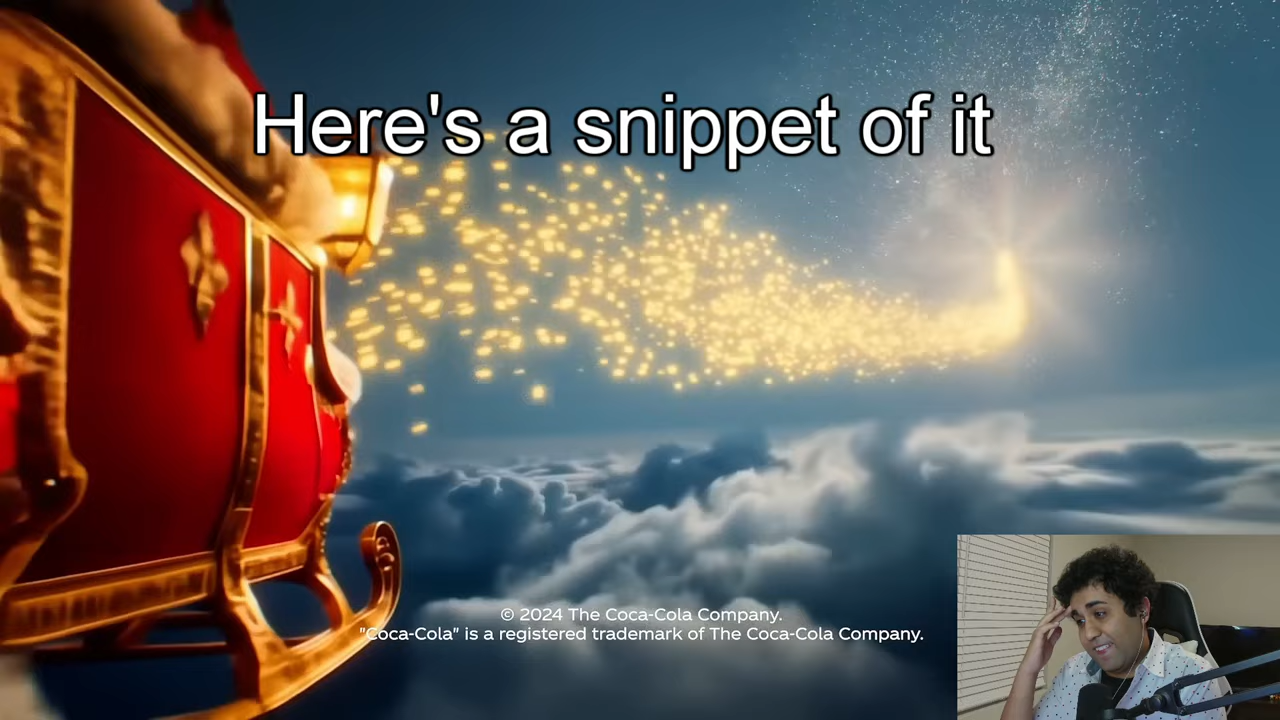 Here's a snippet of it
© 2024 The Coca-Cola Company.
"Coca-Cola" is a registered trademark of The Coca-Cola Company.